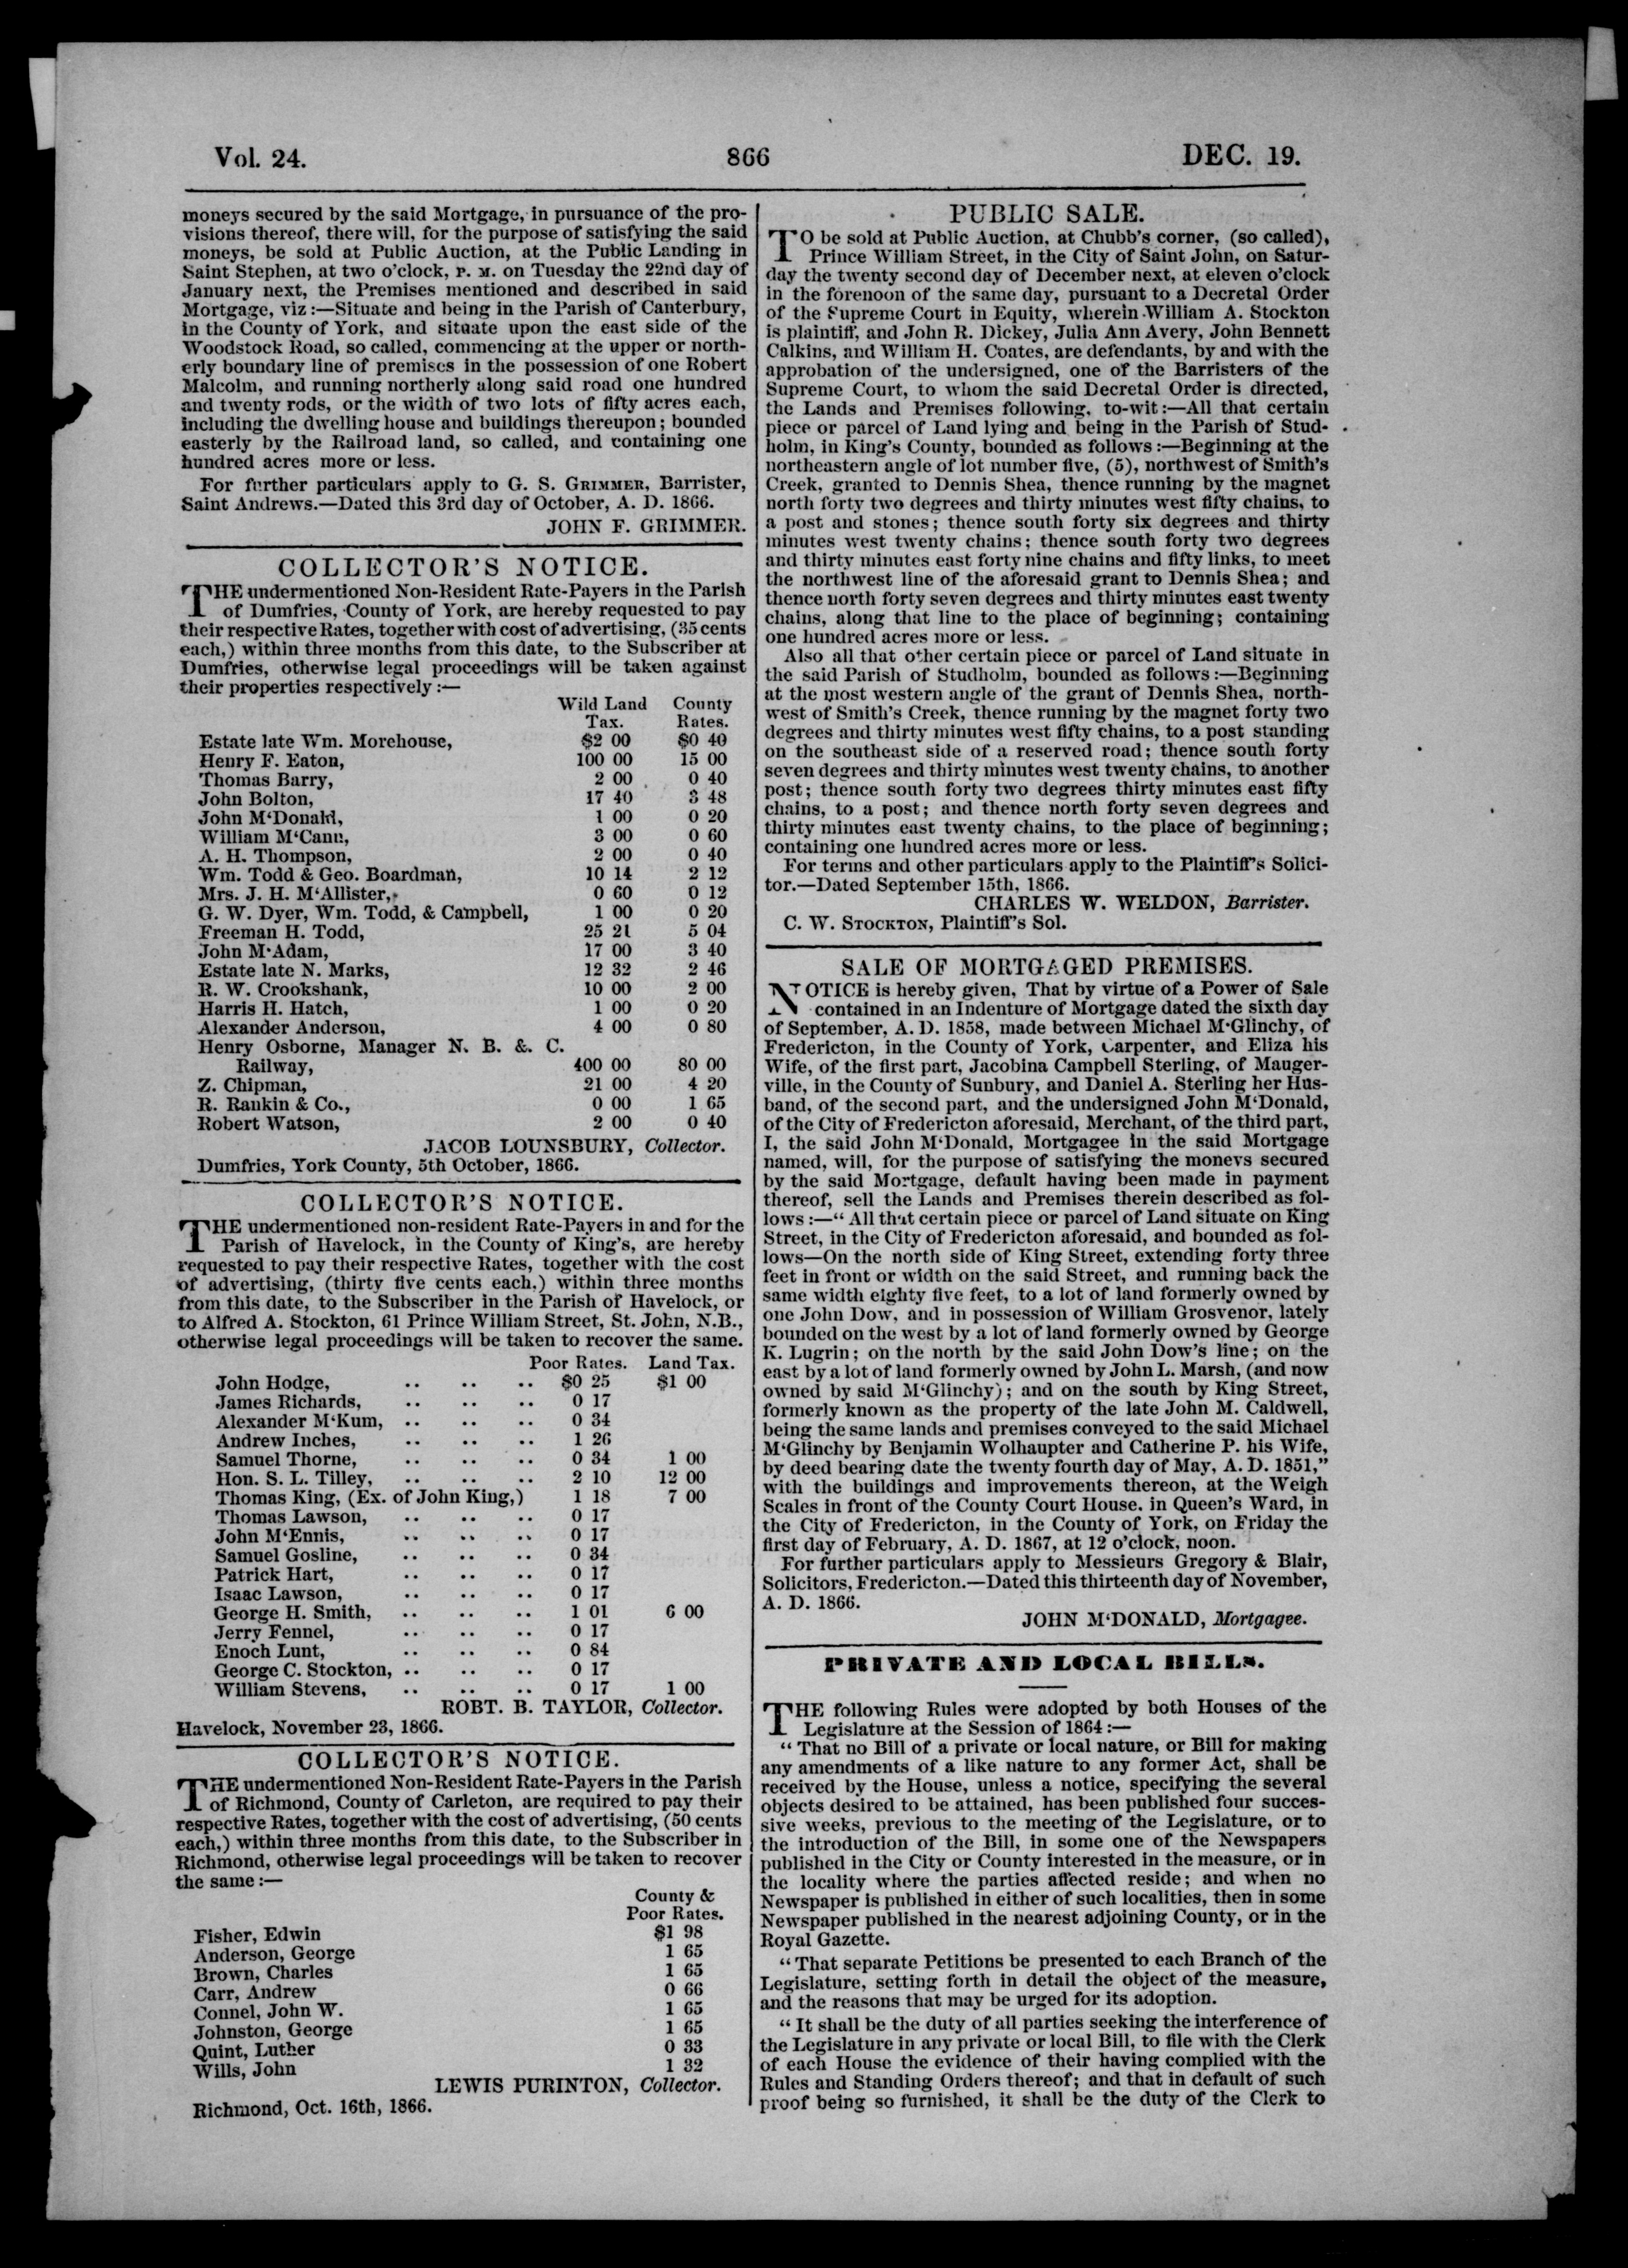 Vol. 24.
866
DEC. 19.
moneys secured by the said Mortgage, in pursuance of the pro-
visions thereof, there will, for the purpose of satisfying the said
moneys, be sold at Public Auction, at the Public Landing in
Saint Stephen, at two o'clock, P. M. on Tuesday the 22nd day of
January next, the Premises mentioned and described in said
Mortgage, viz:—Situate and being in the Parish of Canterbury,
in the County of York, and situate upon the east side of the
Woodstock Road, so called, commencing at the upper or north-
erly boundary line of premises in the possession of one Robert
Malcolm, and running northerly along said road one hundred
and twenty rods, or the width of two lots of fifty acres each,
including the dwelling house and buildings thereupon; bounded
easterly by the Railroad land, so called, and containing one
hundred acres more or less.
For further particulars apply to G. S. GRIMMER, Barrister,
Saint Andrews.—Dated this 3rd day of October, A. D. 1866.
JOHN F. GRIMMER.
COLLECTOR'S NOTICE.
THE undermentioned Non-Resident Rate-Payers in the Parish
of Dumfries, County of York, are hereby requested to pay
their respective Rates, together with cost of advertising, (35 cents
each,) within three months from this date, to the Subscriber at
Dumfries, otherwise legal proceedings will be taken against
their properties respectively:—
Wild Land County
Tax. Rates.
Estate late Wm. Morehouse, $2 00 $0 40
Henry F. Eaton, 100 00 15 00
Thomas Barry, 2 00 0 40
John Bolton, 17 40 3 48
John M'Donald, 1 00 0 20
William M'Cann, 3 00 0 60
A. H. Thompson, 2 00 0 40
Wm. Todd & Geo. Boardman, 10 14 2 12
Mrs. J. H. M'Allister, 0 60 0 12
G. W. Dyer, Wm. Todd, & Campbell, 1 00 0 20
Freeman H. Todd, 25 21 5 04
John M'Adam, 17 00 3 40
Estate late N. Marks, 12 32 2 46
R. W. Crookshank, 10 00 2 00
Harris H. Hatch, 1 00 0 20
Alexander Anderson, 4 00 0 80
Henry Osborne, Manager N. B. &. C.
Railway, 400 00 80 00
Z. Chipman, 21 00 4 20
R. Rankin & Co., 0 00 1 65
Robert Watson, 2 00 0 40
JACOB LOUNSBURY, Collector.
Dumfries, York County, 5th October, 1866.
COLLECTOR'S NOTICE.
THE undermentioned non-resident Rate-Payers in and for the
Parish of Havelock, in the County of King's, are hereby
requested to pay their respective Rates, together with the cost
of advertising, (thirty five cents each,) within three months
from this date, to the Subscriber in the Parish of Havelock, or
to Alfred A. Stockton, 61 Prince William Street, St. John, N.B.,
otherwise legal proceedings will be taken to recover the same.
Poor Rates. Land Tax.
John Hodge, .. .. .. $0 25 $1 00
James Richards, .. .. .. 0 17
Alexander M'Kum, .. .. .. 0 34
Andrew Inches, .. .. .. 1 26
Samuel Thorne, .. .. .. 0 34 1 00
Hon. S. L. Tilley, .. .. .. 2 10 12 00
Thomas King, (Ex. of John King,) 1 18 7 00
Thomas Lawson, .. .. .. 0 17
John M'Ennis, .. .. .. 0 17
Samuel Gosline, .. .. .. 0 34
Patrick Hart, .. .. .. 0 17
Isaac Lawson, .. .. .. 0 17
George H. Smith, .. .. .. 1 01 6 00
Jerry Fennel, .. .. .. 0 17
Enoch Lunt, .. .. .. 0 84
George C. Stockton, .. .. .. 0 17
William Stevens, .. .. .. 0 17 1 00
ROBT. B. TAYLOR, Collector.
Havelock, November 23, 1866.
COLLECTOR'S NOTICE.
THE undermentioned Non-Resident Rate-Payers in the Parish
of Richmond, County of Carleton, are required to pay their
respective Rates, together with the cost of advertising, (50 cents
each,) within three months from this date, to the Subscriber in
Richmond, otherwise legal proceedings will be taken to recover
the same:—
County &
Poor Rates.
Fisher, Edwin $1 98
Anderson, George 1 65
Brown, Charles 1 65
Carr, Andrew 0 66
Connel, John W. 1 65
Johnston, George 1 65
Quint, Luther 0 33
Wills, John 1 32
LEWIS PURINTON, Collector.
Richmond, Oct. 16th, 1866.
PUBLIC SALE.
TO be sold at Public Auction, at Chubb's corner, (so called),
Prince William Street, in the City of Saint John, on Satur-
day the twenty second day of December next, at eleven o'clock
in the forenoon of the same day, pursuant to a Decretal Order
of the Supreme Court in Equity, wherein William A. Stockton
is plaintiff, and John R. Dickey, Julia Ann Avery, John Bennett
Calkins, and William H. Coates, are defendants, by and with the
approbation of the undersigned, one of the Barristers of the
Supreme Court, to whom the said Decretal Order is directed,
the Lands and Premises following, to-wit:—All that certain
piece or parcel of Land lying and being in the Parish of Stud-
holm, in King's County, bounded as follows:—Beginning at the
northeastern angle of lot number five, (5), northwest of Smith's
Creek, granted to Dennis Shea, thence running by the magnet
north forty two degrees and thirty minutes west fifty chains, to
a post and stones; thence south forty six degrees and thirty
minutes west twenty chains; thence south forty two degrees
and thirty minutes east forty nine chains and fifty links, to meet
the northwest line of the aforesaid grant to Dennis Shea; and
thence north forty seven degrees and thirty minutes east twenty
chains, along that line to the place of beginning; containing
one hundred acres more or less.
Also all that other certain piece or parcel of Land situate in
the said Parish of Studholm, bounded as follows:—Beginning
at the most western angle of the grant of Dennis Shea, north-
west of Smith's Creek, thence running by the magnet forty two
degrees and thirty minutes west fifty chains, to a post standing
on the southeast side of a reserved road; thence south forty
seven degrees and thirty minutes west twenty chains, to another
post; thence south forty two degrees thirty minutes east fifty
chains, to a post; and thence north forty seven degrees and
thirty minutes east twenty chains, to the place of beginning;
containing one hundred acres more or less.
For terms and other particulars apply to the Plaintiff's Solici-
tor.—Dated September 15th, 1866.
CHARLES W. WELDON, Barrister.
C. W. STOCKTON, Plaintiff's Sol.
SALE OF MORTGAGED PREMISES.
NOTICE is hereby given, That by virtue of a Power of Sale
contained in an Indenture of Mortgage dated the sixth day
of September, A. D. 1858, made between Michael M'Glinchy, of
Fredericton, in the County of York, Carpenter, and Eliza his
Wife, of the first part, Jacobina Campbell Sterling, of Mauger-
ville, in the County of Sunbury, and Daniel A. Sterling her Hus-
band, of the second part, and the undersigned John M'Donald,
of the City of Fredericton aforesaid, Merchant, of the third part,
I, the said John M'Donald, Mortgagee in the said Mortgage
named, will, for the purpose of satisfying the moneys secured
by the said Mortgage, default having been made in payment
thereof, sell the Lands and Premises therein described as fol-
lows:—"All that certain piece or parcel of Land situate on King
Street, in the City of Fredericton aforesaid, and bounded as fol-
lows—On the north side of King Street, extending forty three
feet in front or width on the said Street, and running back the
same width eighty five feet, to a lot of land formerly owned by
one John Dow, and in possession of William Grosvenor, lately
bounded on the west by a lot of land formerly owned by George
K. Lugrin; on the north by the said John Dow's line; on the
east by a lot of land formerly owned by John L. Marsh, (and now
owned by said M'Glinchy); and on the south by King Street,
formerly known as the property of the late John M. Caldwell,
being the same lands and premises conveyed to the said Michael
M'Glinchy by Benjamin Wolhaupter and Catherine P. his Wife,
by deed bearing date the twenty fourth day of May, A. D. 1851,"
with the buildings and improvements thereon, at the Weigh
Scales in front of the County Court House, in Queen's Ward, in
the City of Fredericton, in the County of York, on Friday the
first day of February, A. D. 1867, at 12 o'clock, noon.
For further particulars apply to Messieurs Gregory & Blair,
Solicitors, Fredericton.—Dated this thirteenth day of November,
A. D. 1866.
JOHN M'DONALD, Mortgagee.
PRIVATE AND LOCAL BILLS.
THE following Rules were adopted by both Houses of the
Legislature at the Session of 1864:—
"That no Bill of a private or local nature, or Bill for making
any amendments of a like nature to any former Act, shall be
received by the House, unless a notice, specifying the several
objects desired to be attained, has been published four succes-
sive weeks, previous to the meeting of the Legislature, or to
the introduction of the Bill, in some one of the Newspapers
published in the City or County interested in the measure, or in
the locality where the parties affected reside; and when no
Newspaper is published in either of such localities, then in some
Newspaper published in the nearest adjoining County, or in the
Royal Gazette.
"That separate Petitions be presented to each Branch of the
Legislature, setting forth in detail the object of the measure,
and the reasons that may be urged for its adoption.
"It shall be the duty of all parties seeking the interference of
the Legislature in any private or local Bill, to file with the Clerk
of each House the evidence of their having complied with the
Rules and Standing Orders thereof; and that in default of such
proof being so furnished, it shall be the duty of the Clerk to